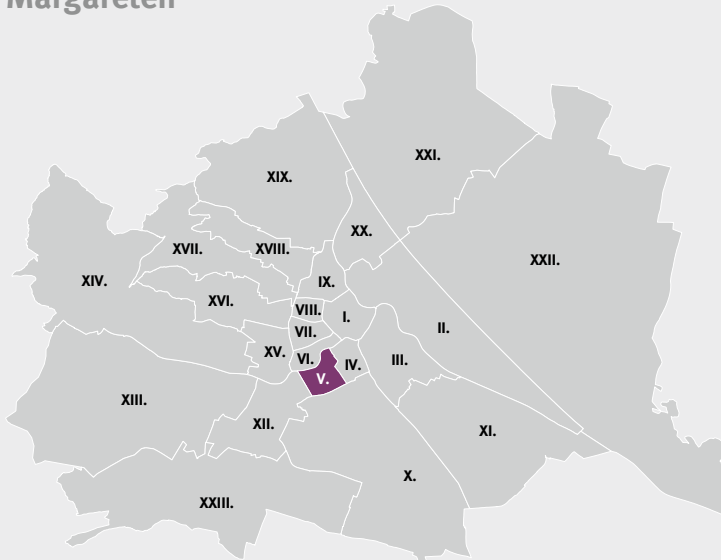 Margareten
XXI.
XIX.
XX.
XVII.
XVIII.
XXII.
XIV.
IX.
XVI.
VIII.
I.
II.
VII.
XV.
VI.
IV.
III.
V.
XIII.
XII.
XI.
X.
XXIII.